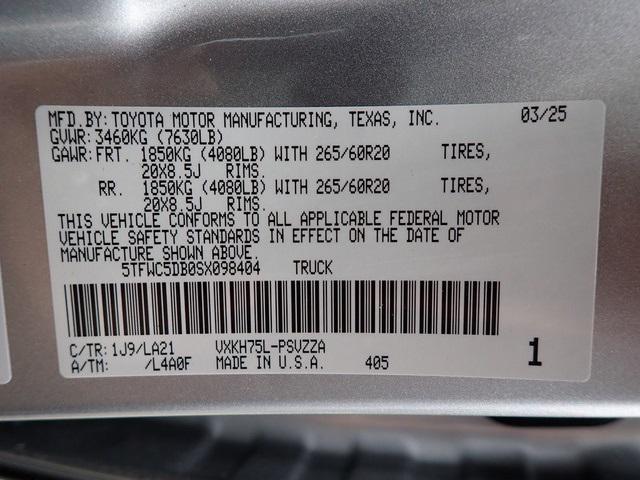 MFD.BY:TOYOTA MOTOR MANUFACTURING, TEXAS, INC. 03/25
GVWR:3460KG (7630LB)
GAWR:FRT. 1850KG (4080LB) WITH 265/60R20 TIRES,
20X8.5J RIMS.
RR. 1850KG (4080LB) WITH 265/60R20 TIRES,
20X8.5J RIMS.
THIS VEHICLE CONFORMS TO ALL APPLICABLE FEDERAL MOTOR
VEHICLE SAFETY STANDARDS IN EFFECT ON THE DATE OF
MANUFACTURE SHOWN ABOVE.
5TFWC5DB0SX098404 TRUCK
C/TR:1J9/LA21 VXKH75L-PSVZZA 1
A/TM: /L4A0F MADE IN U.S.A. 405